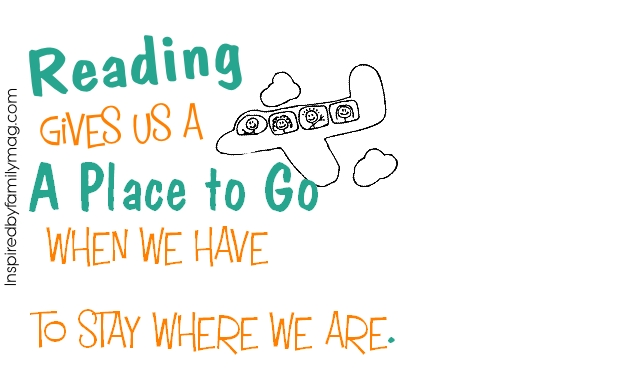 Reading
GiVES US A
A Place to Go
WHEN WE HAVE
TO STAY WHERE WE ARE.
Inspiredbyfamilymag.com